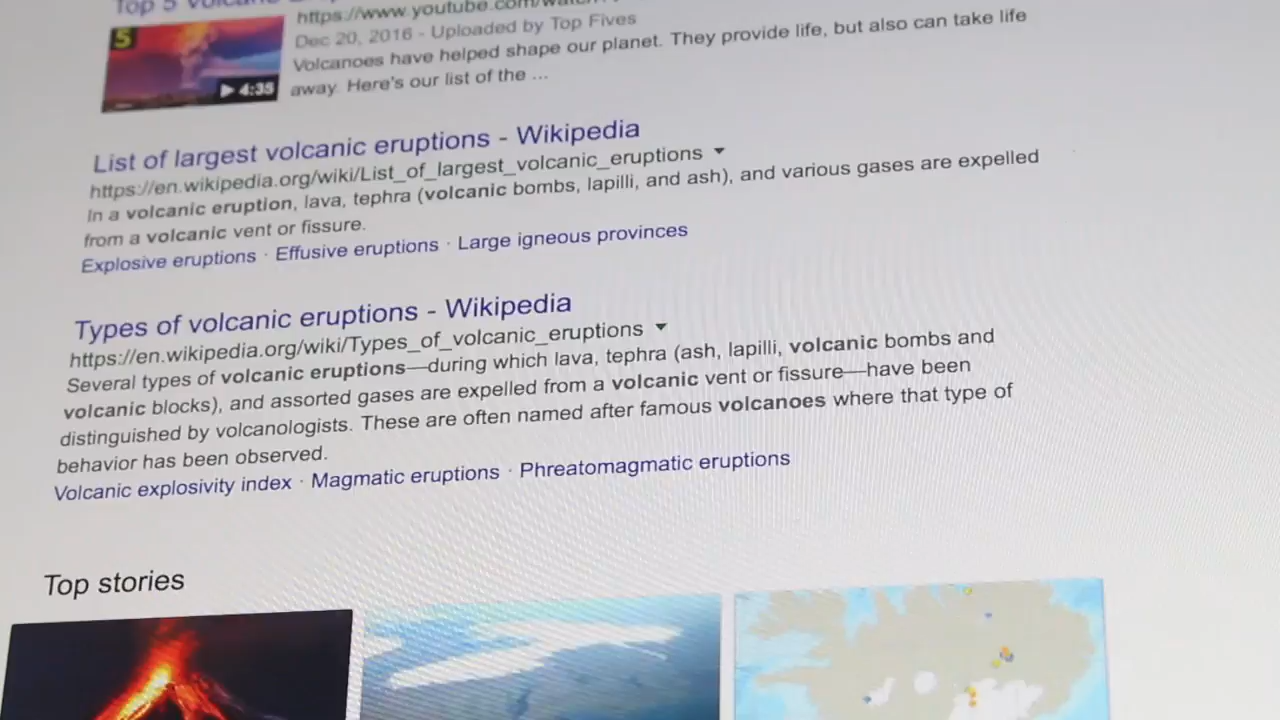 Top 5 Volcanic
https://www.youtube.com/watch
5
Dec 20, 2016 - Uploaded by Top Fives
Volcanoes have helped shape our planet. They provide life, but also can take life
4:35
away. Here's our list of the ...
List of largest volcanic eruptions - Wikipedia
https://en.wikipedia.org/wiki/List_of_largest_volcanic_eruptions
In a volcanic eruption, lava, tephra (volcanic bombs, lapilli, and ash), and various gases are expelled
from a volcanic vent or fissure.
Explosive eruptions · Effusive eruptions · Large igneous provinces
Types of volcanic eruptions - Wikipedia
https://en.wikipedia.org/wiki/Types_of_volcanic_eruptions
Several types of volcanic eruptions—during which lava, tephra (ash, lapilli, volcanic bombs and
volcanic blocks), and assorted gases are expelled from a volcanic vent or fissure—have been
distinguished by volcanologists. These are often named after famous volcanoes where that type of
behavior has been observed.
Volcanic explosivity index · Magmatic eruptions · Phreatomagmatic eruptions
Top stories